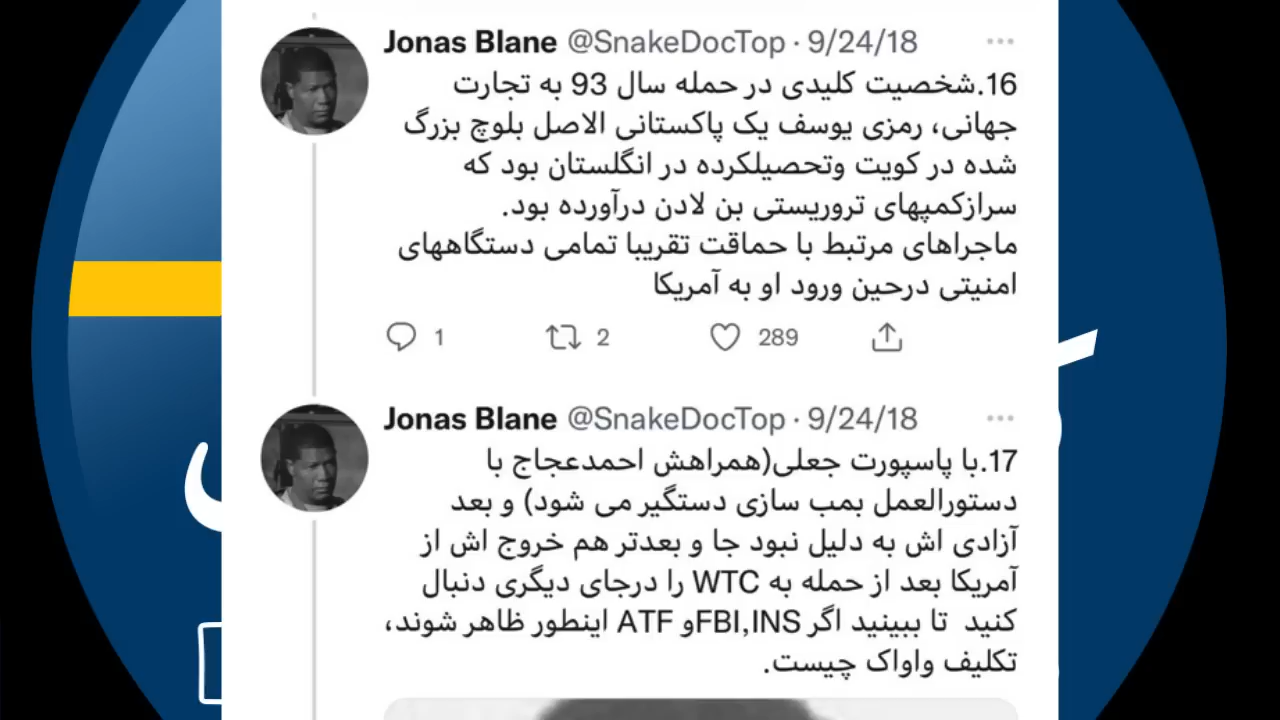 Jonas Blane @SnakeDocTop · 9/24/18
16.شخصیت کلیدی در حمله سال 93 به تجارت
جهانی، رمزی یوسف یک پاکستانی الاصل بلوچ بزرگ
شده در کویت وتحصیلکرده در انگلستان بود که
سرازکمپهای تروریستی بن لادن درآورده بود.
ماجراهای مرتبط با حماقت تقریبا تمامی دستگاههای
امنیتی درحین ورود او به آمریکا
1 2 289
Jonas Blane @SnakeDocTop · 9/24/18
17.با پاسپورت جعلی(همراهش احمدعجاج با
دستورالعمل بمب سازی دستگیر می شود) و بعد
آزادی اش به دلیل نبود جا و بعدتر هم خروج اش از
آمریکا بعد از حمله به WTC را درجای دیگری دنبال
کنید تا ببینید اگر FBI,INSو ATF اینطور ظاهر شوند،
تکلیف واواک چیست.